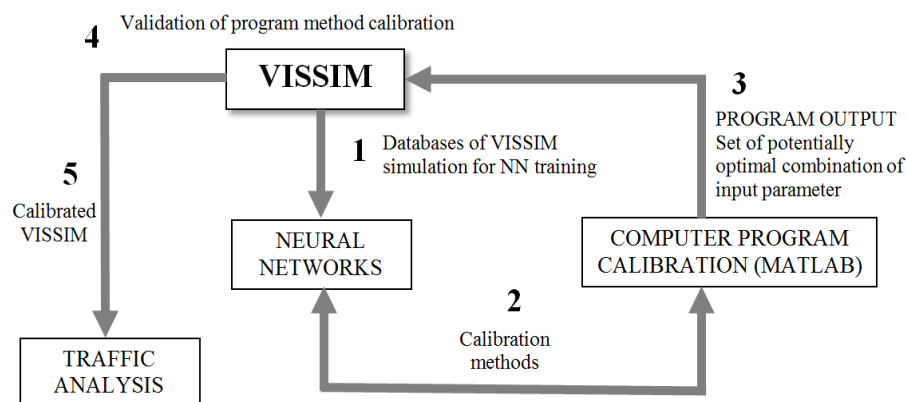 4 Validation of program method calibration
VISSIM
3
PROGRAM OUTPUT
Set of potentially
optimal combination of
input parameter
1 Databases of VISSIM
simulation for NN training
5
Calibrated
VISSIM
NEURAL
NETWORKS
COMPUTER PROGRAM
CALIBRATION (MATLAB)
2
Calibration
methods
TRAFFIC
ANALYSIS